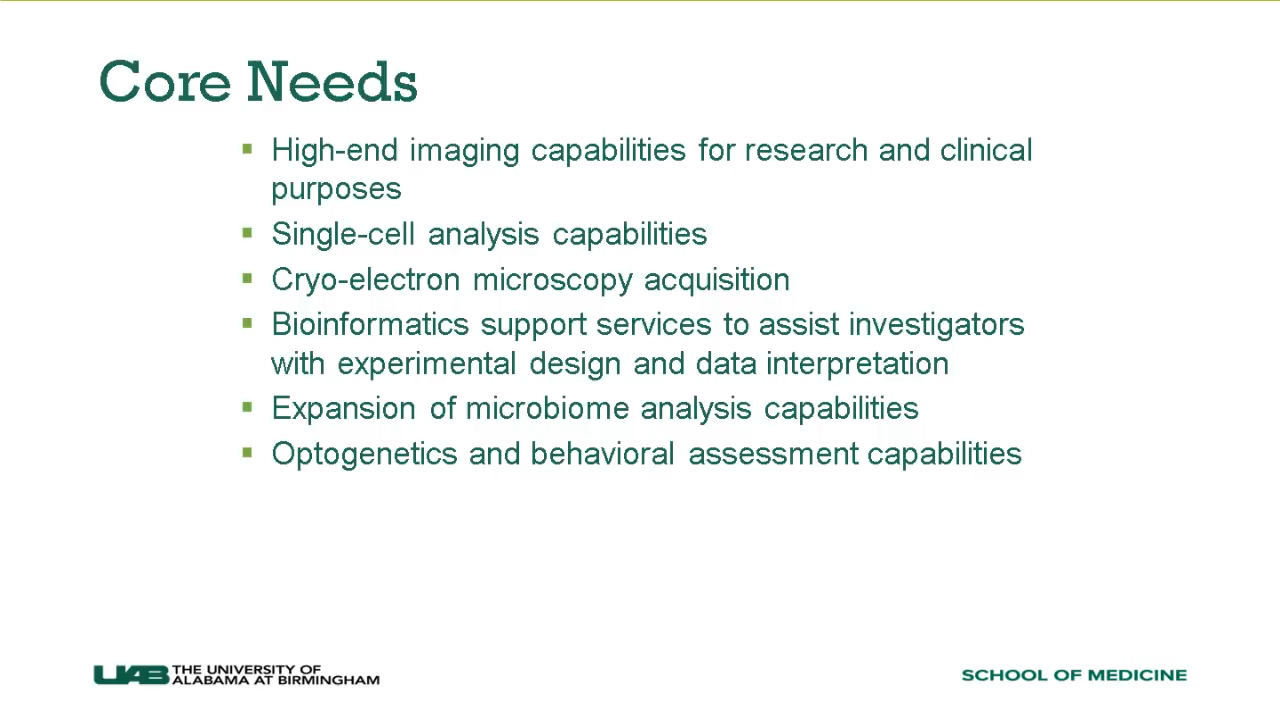 Core Needs
▪ High-end imaging capabilities for research and clinical
purposes
▪ Single-cell analysis capabilities
▪ Cryo-electron microscopy acquisition
▪ Bioinformatics support services to assist investigators
with experimental design and data interpretation
▪ Expansion of microbiome analysis capabilities
▪ Optogenetics and behavioral assessment capabilities
UAB THE UNIVERSITY OF
ALABAMA AT BIRMINGHAM
SCHOOL OF MEDICINE